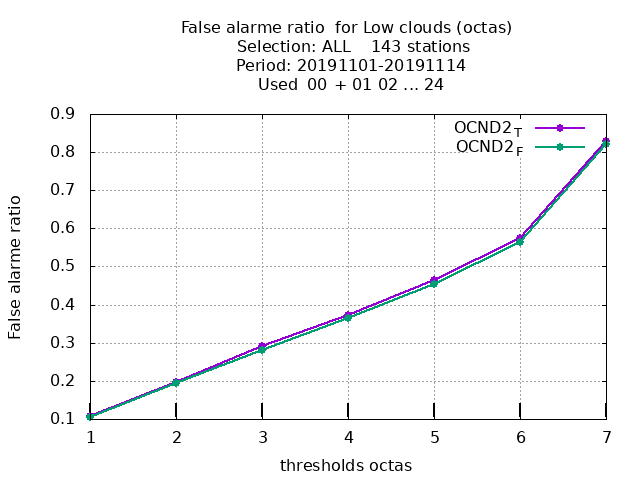 False alarme ratio  for Low clouds (octas)
Selection: ALL    143 stations
Period: 20191101-20191114
Used  00 + 01 02 ... 24
OCND2_T
OCND2_F
0.9
0.8
0.7
0.6
0.5
0.4
0.3
0.2
0.1
False alarme ratio
1 2 3 4 5 6 7
thresholds octas